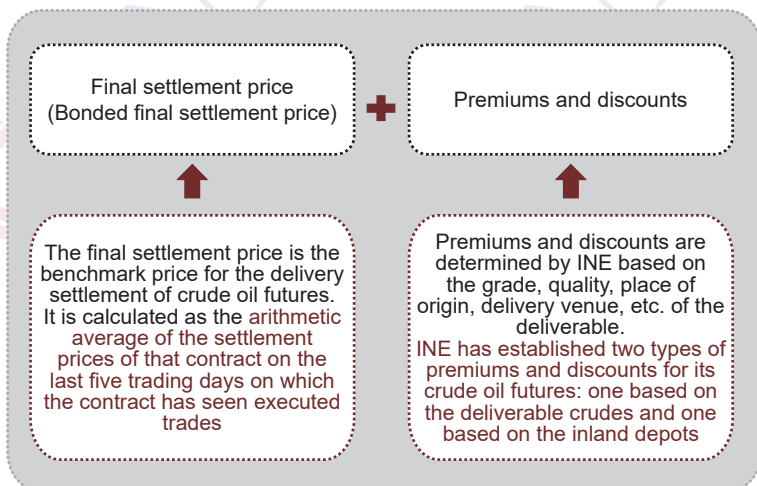 Final settlement price
(Bonded final settlement price)
Premiums and discounts
The final settlement price is the
benchmark price for the delivery
settlement of crude oil futures.
It is calculated as the arithmetic
average of the settlement
prices of that contract on the
last five trading days on which
the contract has seen executed
trades
Premiums and discounts are
determined by INE based on
the grade, quality, place of
origin, delivery venue, etc. of the
deliverable.
INE has established two types of
premiums and discounts for its
crude oil futures: one based on
the deliverable crudes and one
based on the inland depots